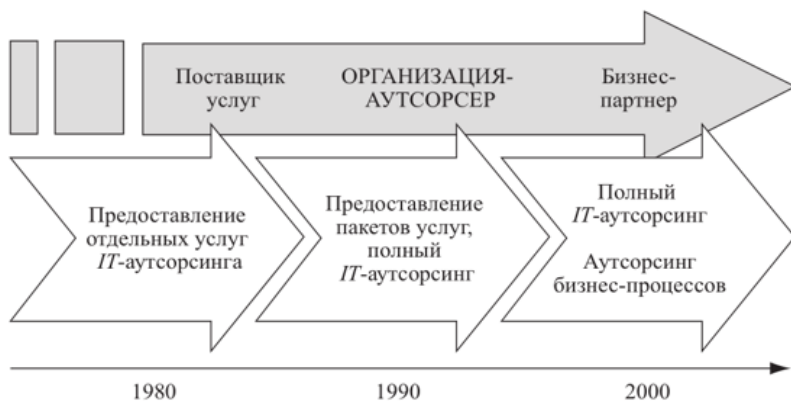 Поставщик
услуг
ОРГАНИЗАЦИЯ-
АУТСОРСЕР
Бизнес-
партнер
Предоставление
отдельных услуг
IT-аутсорсинга
Предоставление
пакетов услуг,
полный
IT-аутсорсинг
Полный
IT-аутсорсинг
Аутсорсинг
бизнес-процессов
1980
1990
2000